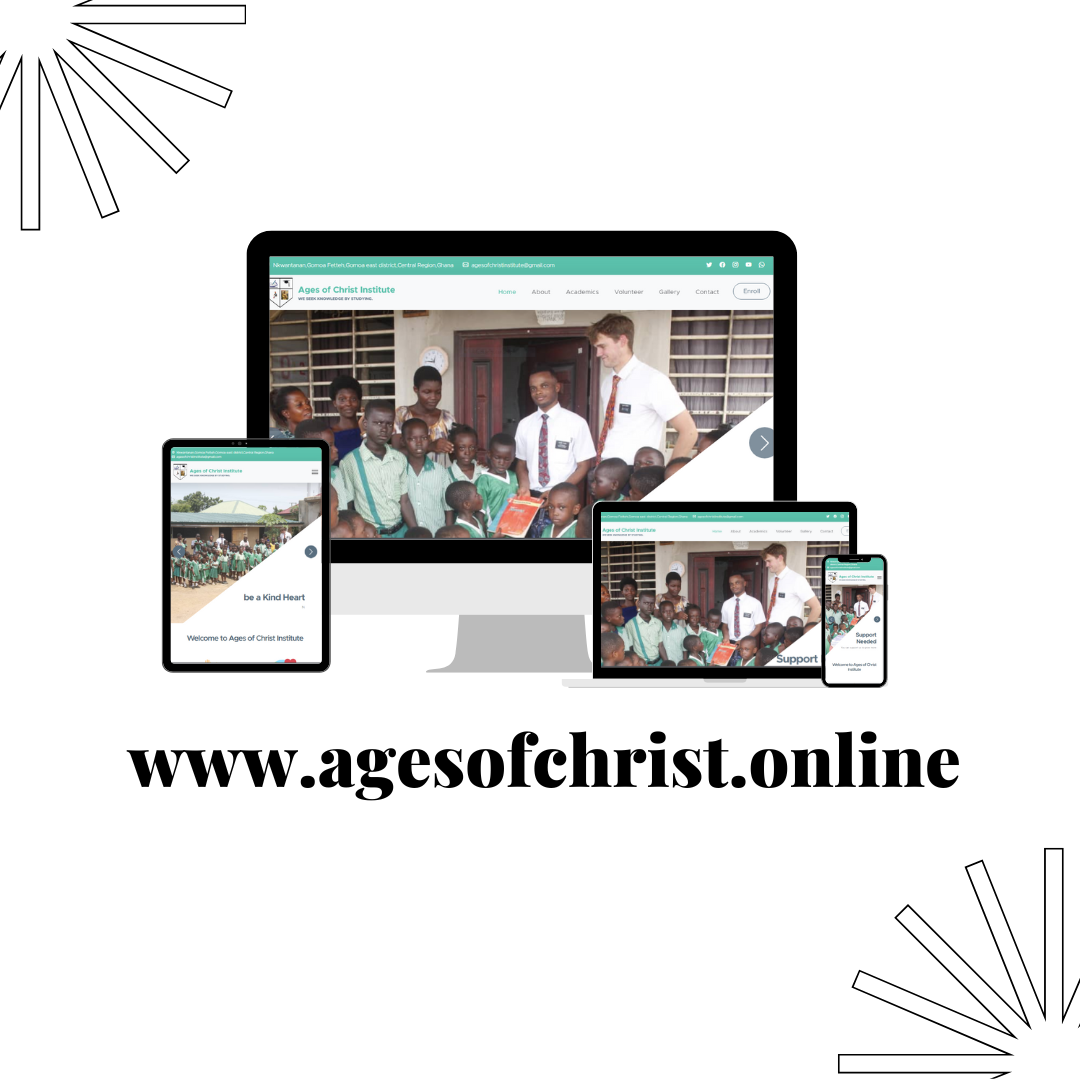 Nkwantanan,Gomoa Fetteh,Gomoa east district,Central Region,Ghana agesofchristinstitute@gmail.com
Ages of Christ Institute
WE SEEK KNOWLEDGE BY STUDYING.
Home About Academics Volunteer Gallery Contact Enroll
Ages of Christ Institute
be a Kind Heart
Welcome to Ages of Christ Institute
Ages of Christ Institute
Home About Academics Volunteer Gallery Contact
Support
Ages of Christ Institute
Support
Needed
Welcome to Ages of Christ
Institute
www.agesofchrist.online